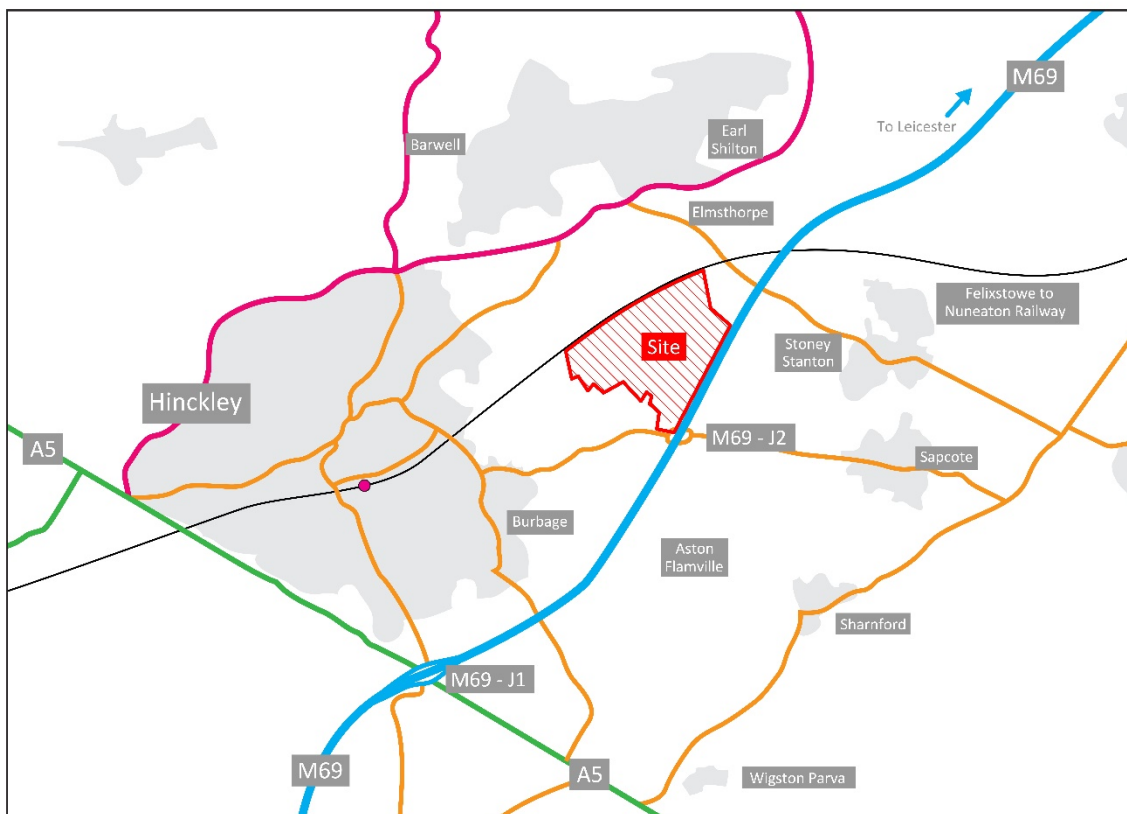 M69
To Leicester
Earl
Shilton
Barwell
Elmsthorpe
Felixstowe to
Nuneaton Railway
Site
Stoney
Stanton
Hinckley
A5
M69 - J2
Sapcote
Burbage
Aston
Flamville
Sharnford
M69 - J1
M69
A5
Wigston Parva